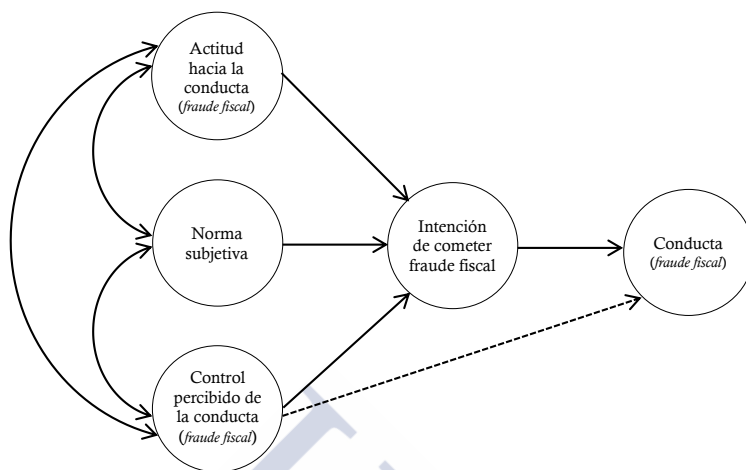 Actitud
hacia la
conducta
(fraude fiscal)
Norma
subjetiva
Control
percibido de
la conducta
(fraude fiscal)
Intención
de cometer
fraude fiscal
Conducta
(fraude fiscal)